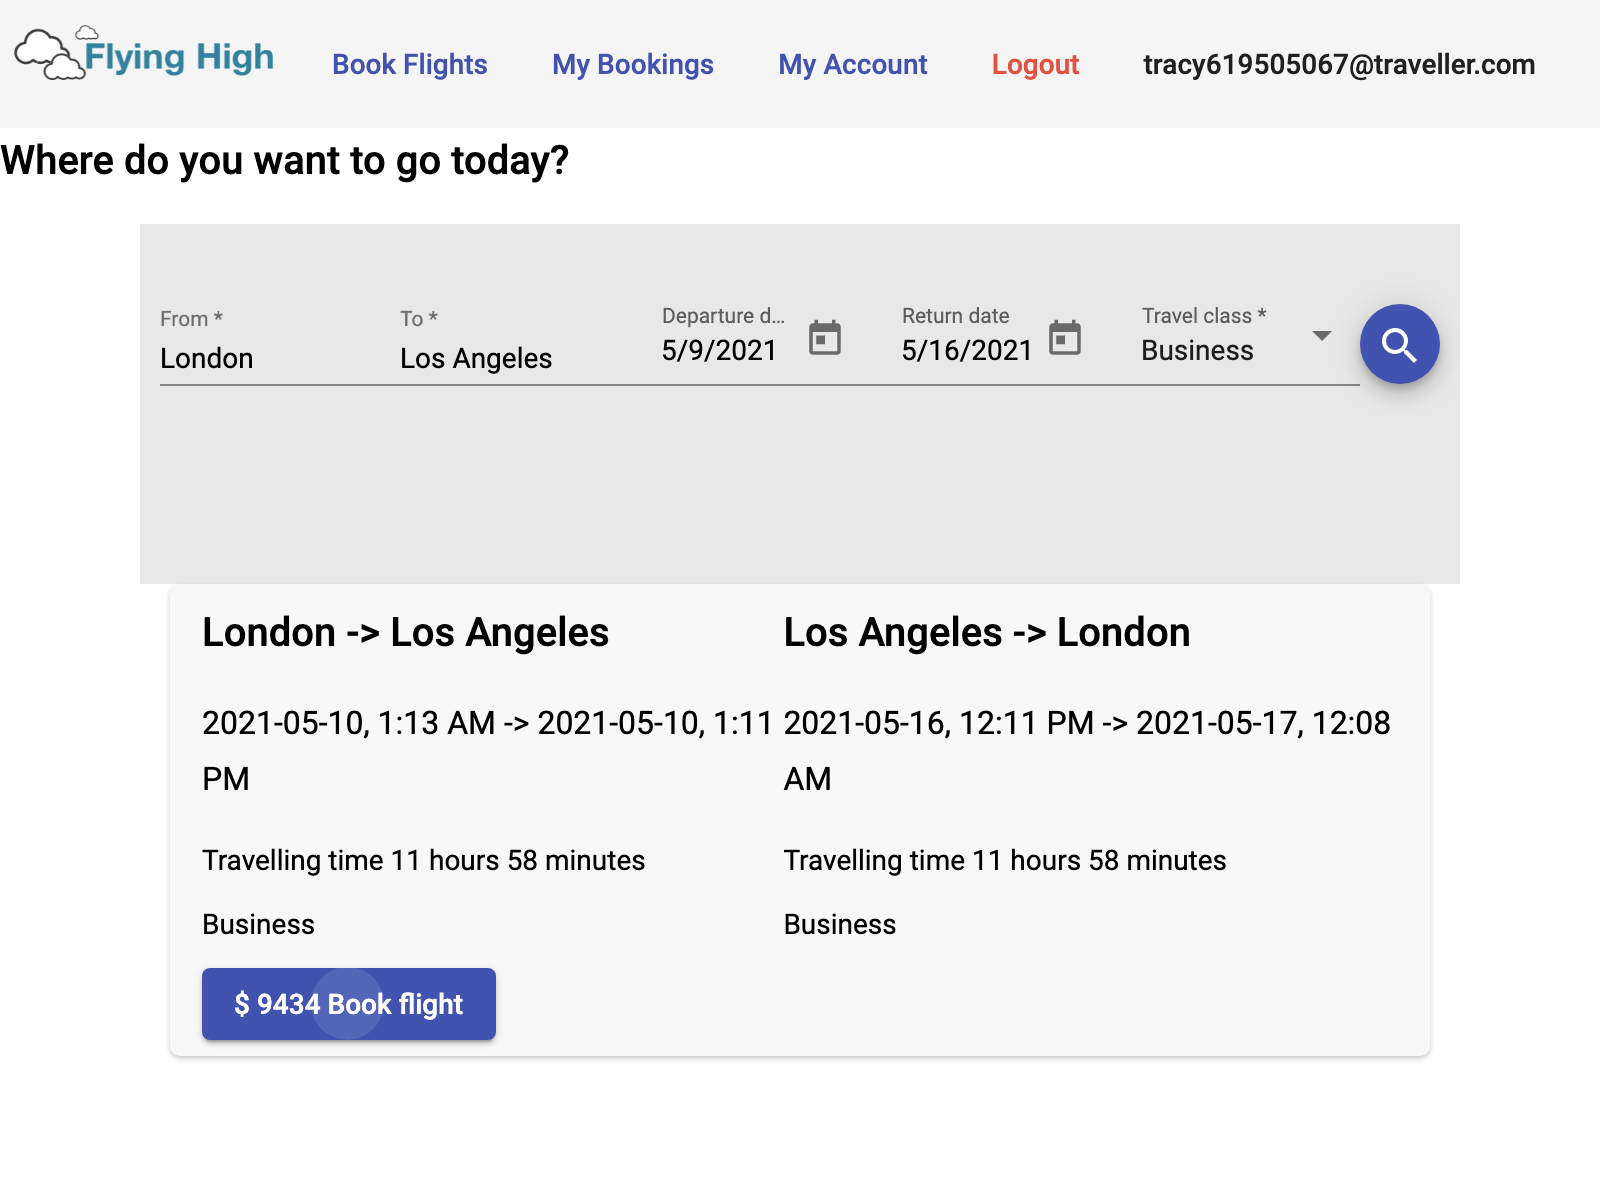 Flying High
Book Flights
My Bookings
My Account
Logout
tracy619505067@traveller.com
Where do you want to go today?
From *
London
To *
Los Angeles
Departure d...
5/9/2021
Return date
5/16/2021
Travel class *
Business
London -> Los Angeles
2021-05-10, 1:13 AM -> 2021-05-10, 1:11
PM
Travelling time 11 hours 58 minutes
Business
$ 9434 Book flight
Los Angeles -> London
2021-05-16, 12:11 PM -> 2021-05-17, 12:08
AM
Travelling time 11 hours 58 minutes
Business